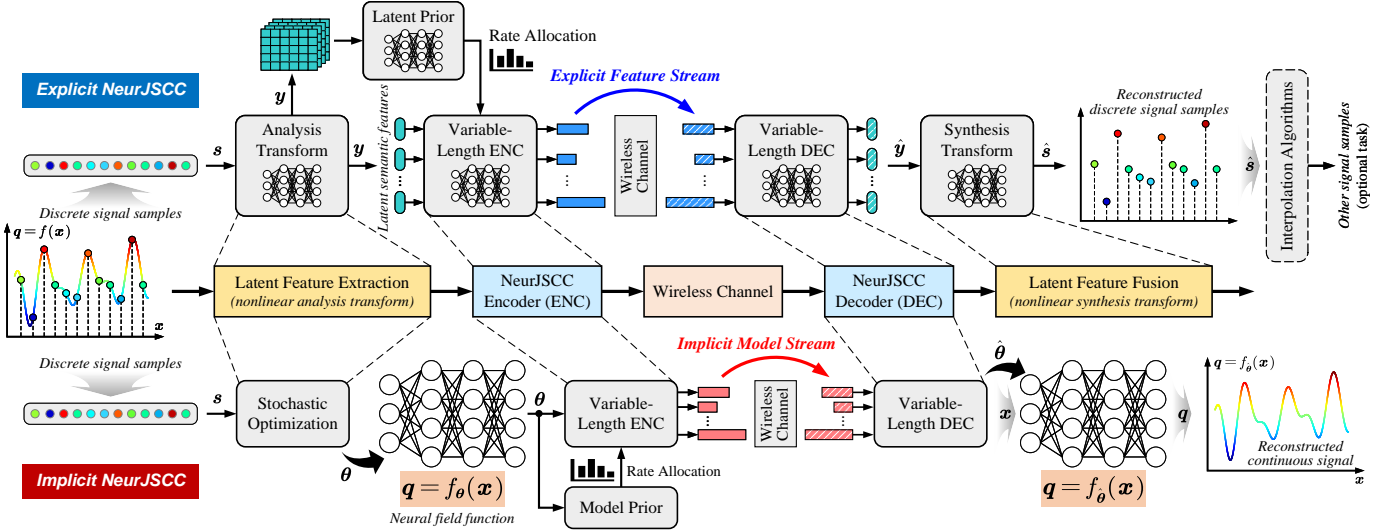 Explicit NeurJSCC
s
Discrete signal samples
q = f(x)
x
Analysis
Transform
y
y
Latent Prior
Rate Allocation
Latent semantic features
Variable-
Length ENC
Explicit Feature Stream
Wireless
Channel
Variable-
Length DEC
ŷ
Synthesis
Transform
ŝ
Reconstructed
discrete signal samples
ŝ
Interpolation Algorithms
Other signal samples
(optional task)
Latent Feature Extraction
(nonlinear analysis transform)
NeurJSCC
Encoder (ENC)
Wireless Channel
NeurJSCC
Decoder (DEC)
Latent Feature Fusion
(nonlinear synthesis transform)
Discrete signal samples
s
Implicit NeurJSCC
Stochastic
Optimization
θ
q = f_θ(x)
Neural field function
θ
Variable-
Length ENC
Rate Allocation
Model Prior
Implicit Model Stream
Wireless
Channel
Variable-
Length DEC
θ̂
x
q = f_θ̂(x)
q
q = f_θ̂(x)
Reconstructed
continuous signal
x